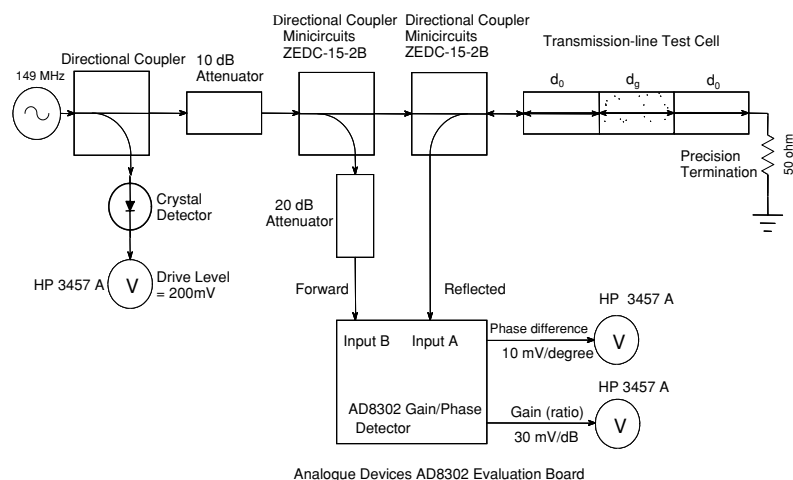 Directional Coupler
Minicircuits
ZEDC-15-2B
Directional Coupler
Minicircuits
ZEDC-15-2B
Transmission-line Test Cell
Directional Coupler
10 dB
Attenuator
149 MHz
d0
dg
d0
Precision
Termination
50 ohm
Crystal
Detector
20 dB
Attenuator
HP 3457 A
V
Drive Level
= 200mV
Forward
Reflected
HP 3457 A
Input B
Input A
Phase difference
10 mV/degree
V
HP 3457 A
AD8302 Gain/Phase
Detector
Gain (ratio)
30 mV/dB
V
Analogue Devices AD8302 Evaluation Board